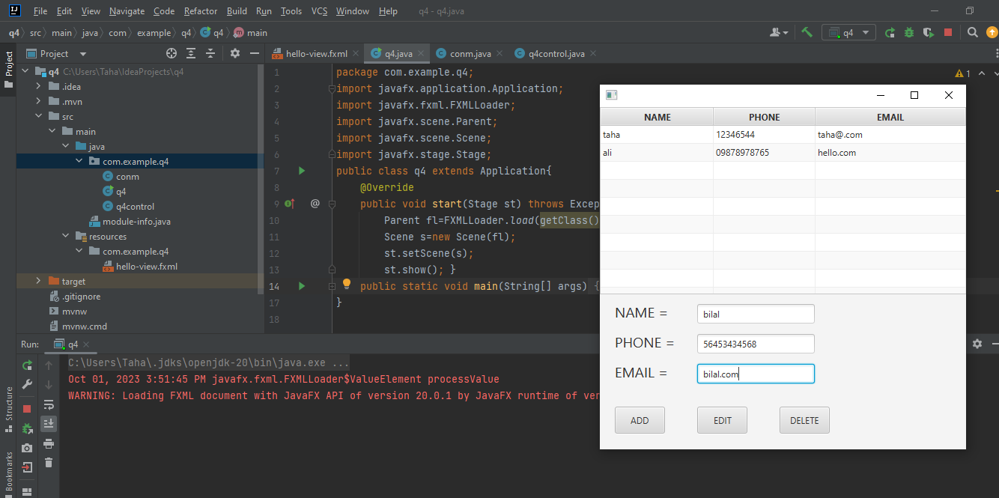 File Edit View Navigate Code Refactor Build Run Tools VCS Window Help q4 - q4.java
q4 src main java com example q4 q4 main
q4
Project
Project
hello-view.fxml q4.java conm.java q4control.java
q4 C:\Users\Taha\IdeaProjects\q4
.idea
.mvn
src
main
java
com.example.q4
conm
q4
q4control
module-info.java
resources
com.example.q4
hello-view.fxml
target
.gitignore
mvnw
mvnw.cmd
1 package com.example.q4;
2 import javafx.application.Application;
3 import javafx.fxml.FXMLLoader;
4 import javafx.scene.Parent;
5 import javafx.scene.Scene;
6 import javafx.stage.Stage;
7 public class q4 extends Application{
8 @Override
9 @ public void start(Stage st) throws Excep
10 Parent fl=FXMLLoader.load(getClass()
11 Scene s=new Scene(fl);
12 st.setScene(s);
13 st.show(); }
14 public static void main(String[] args) {
17 }
18
1
NAME PHONE EMAIL
taha 12346544 taha@.com
ali 09878978765 hello.com
NAME = bilal
PHONE = 56453434568
EMAIL = bilal.com
ADD EDIT DELETE
Run: q4
C:\Users\Taha\.jdks\openjdk-20\bin\java.exe ...
Oct 01, 2023 3:51:45 PM javafx.fxml.FXMLLoader$ValueElement processValue
WARNING: Loading FXML document with JavaFX API of version 20.0.1 by JavaFX runtime of ver
Structure
Bookmarks